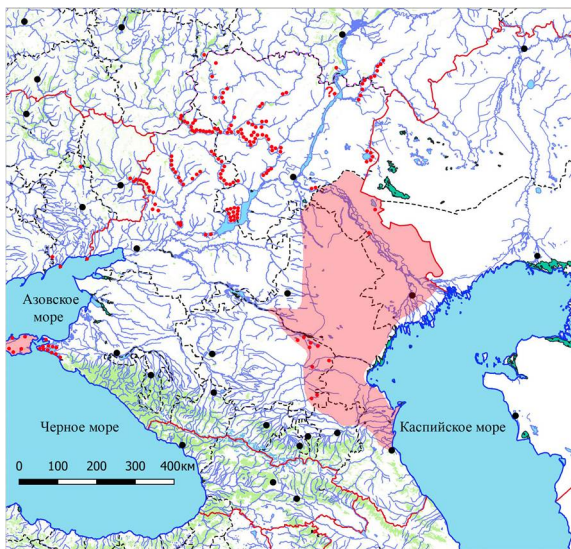 Азовское
море
Черное море
Каспийское море
0 100 200 300 400км